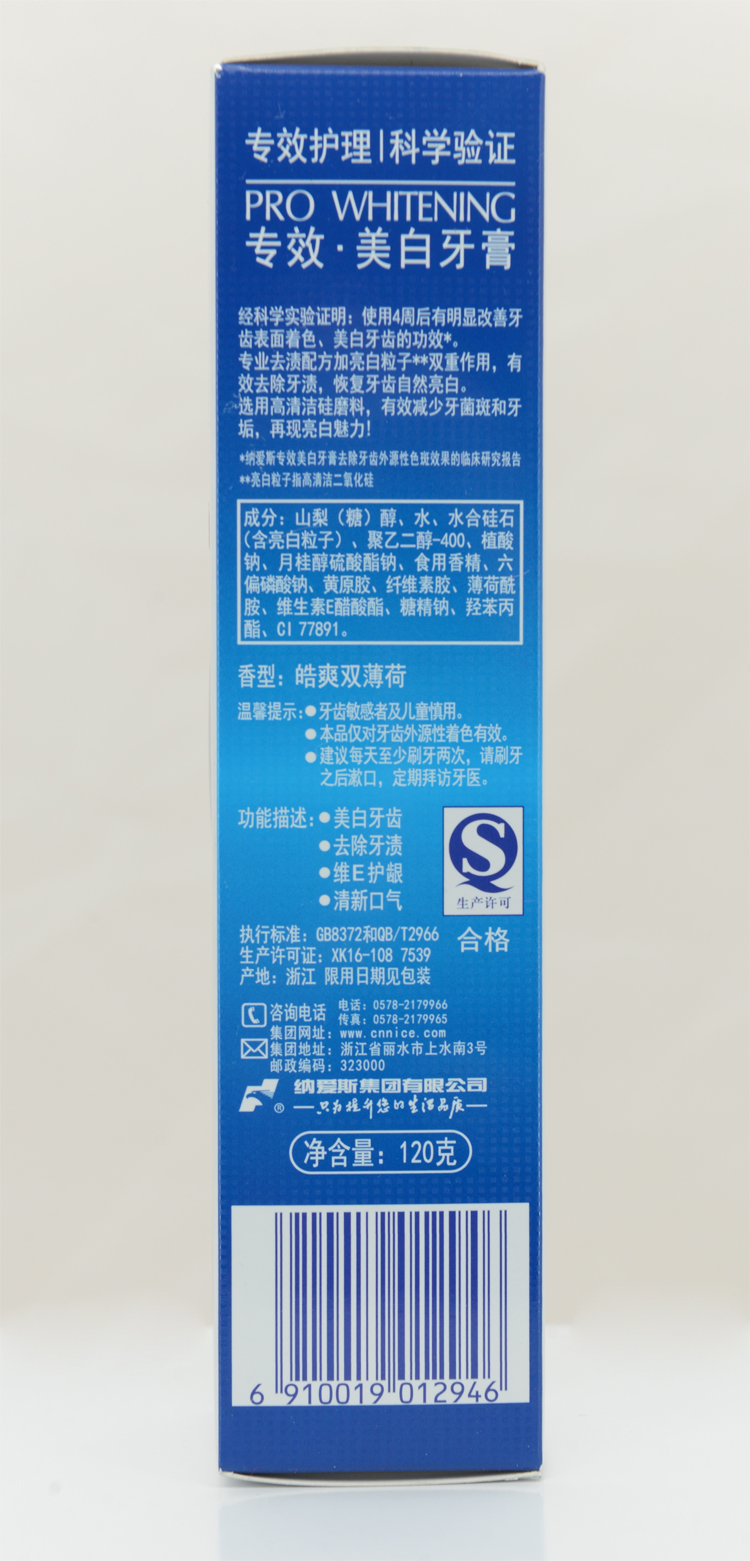 专效护理|科学验证
PRO WHITENING
专效·美白牙膏
经科学实验证明：使用4周后有明显改善牙
齿表面着色、美白牙齿的功效*。
专业去渍配方加亮白粒子**双重作用，有
效去除牙渍，恢复牙齿自然亮白。
选用高清洁硅磨料，有效减少牙菌斑和牙
垢，再现亮白魅力!
*纳爱斯专效美白牙膏去除牙齿外源性色斑效果的临床研究报告
**亮白粒子指高清洁二氧化硅
成分：山梨（糖）醇、水、水合硅石
（含亮白粒子）、聚乙二醇-400、植酸
钠、月桂醇硫酸酯钠、食用香精、六
偏磷酸钠、黄原胶、纤维素胶、薄荷酰
胺、维生素E醋酸酯、糖精钠、羟苯丙
酯、CI 77891。
香型：皓爽双薄荷
温馨提示：●牙齿敏感者及儿童慎用。
●本品仅对牙齿外源性着色有效。
●建议每天至少刷牙两次，请刷牙
之后漱口，定期拜访牙医。
功能描述：●美白牙齿
●去除牙渍
●维E护龈
●清新口气
生产许可
合格
执行标准：GB8372和QB/T2966
生产许可证：XK16-108 7539
产地：浙江 限用日期见包装
咨询电话 电话：0578-2179966
传真：0578-2179965
集团网址：www.cnnice.com
集团地址：浙江省丽水市上水南3号
邮政编码：323000
纳爱斯集团有限公司
®
—只为提升您的生活品质—
净含量：120克
6 910019 012946